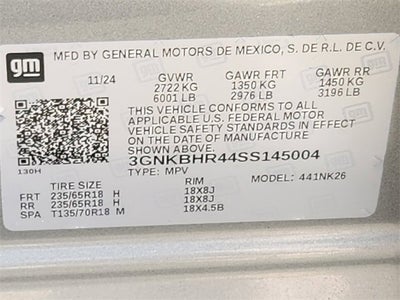 gm
MFD BY GENERAL MOTORS DE MEXICO, S. DE R.L. DE C.V.
11/24 GVWR GAWR FRT GAWR RR
2722 KG 1350 KG 1450 KG
6001 LB 2976 LB 3196 LB
THIS VEHICLE CONFORMS TO ALL
APPLICABLE U.S. FEDERAL MOTOR
VEHICLE SAFETY STANDARDS IN EFFECT
ON THE DATE OF MANUFACTURE SHOWN ABOVE.
3GNKBHR44SS145004
130H TYPE: MPV MODEL: 441NK26
TIRE SIZE RIM
FRT 235/65R18 H 18X8J
RR 235/65R18 H 18X8J
SPA T135/70R18 M 18X4.5B